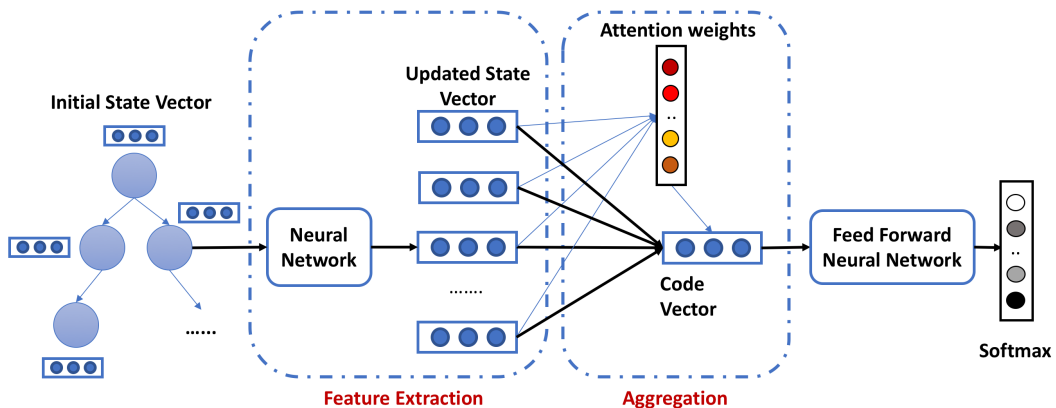 Initial State Vector
......
Neural
Network
Updated State
Vector
.......
Feature Extraction
Attention weights
..
Code
Vector
Aggregation
Feed Forward
Neural Network
..
Softmax